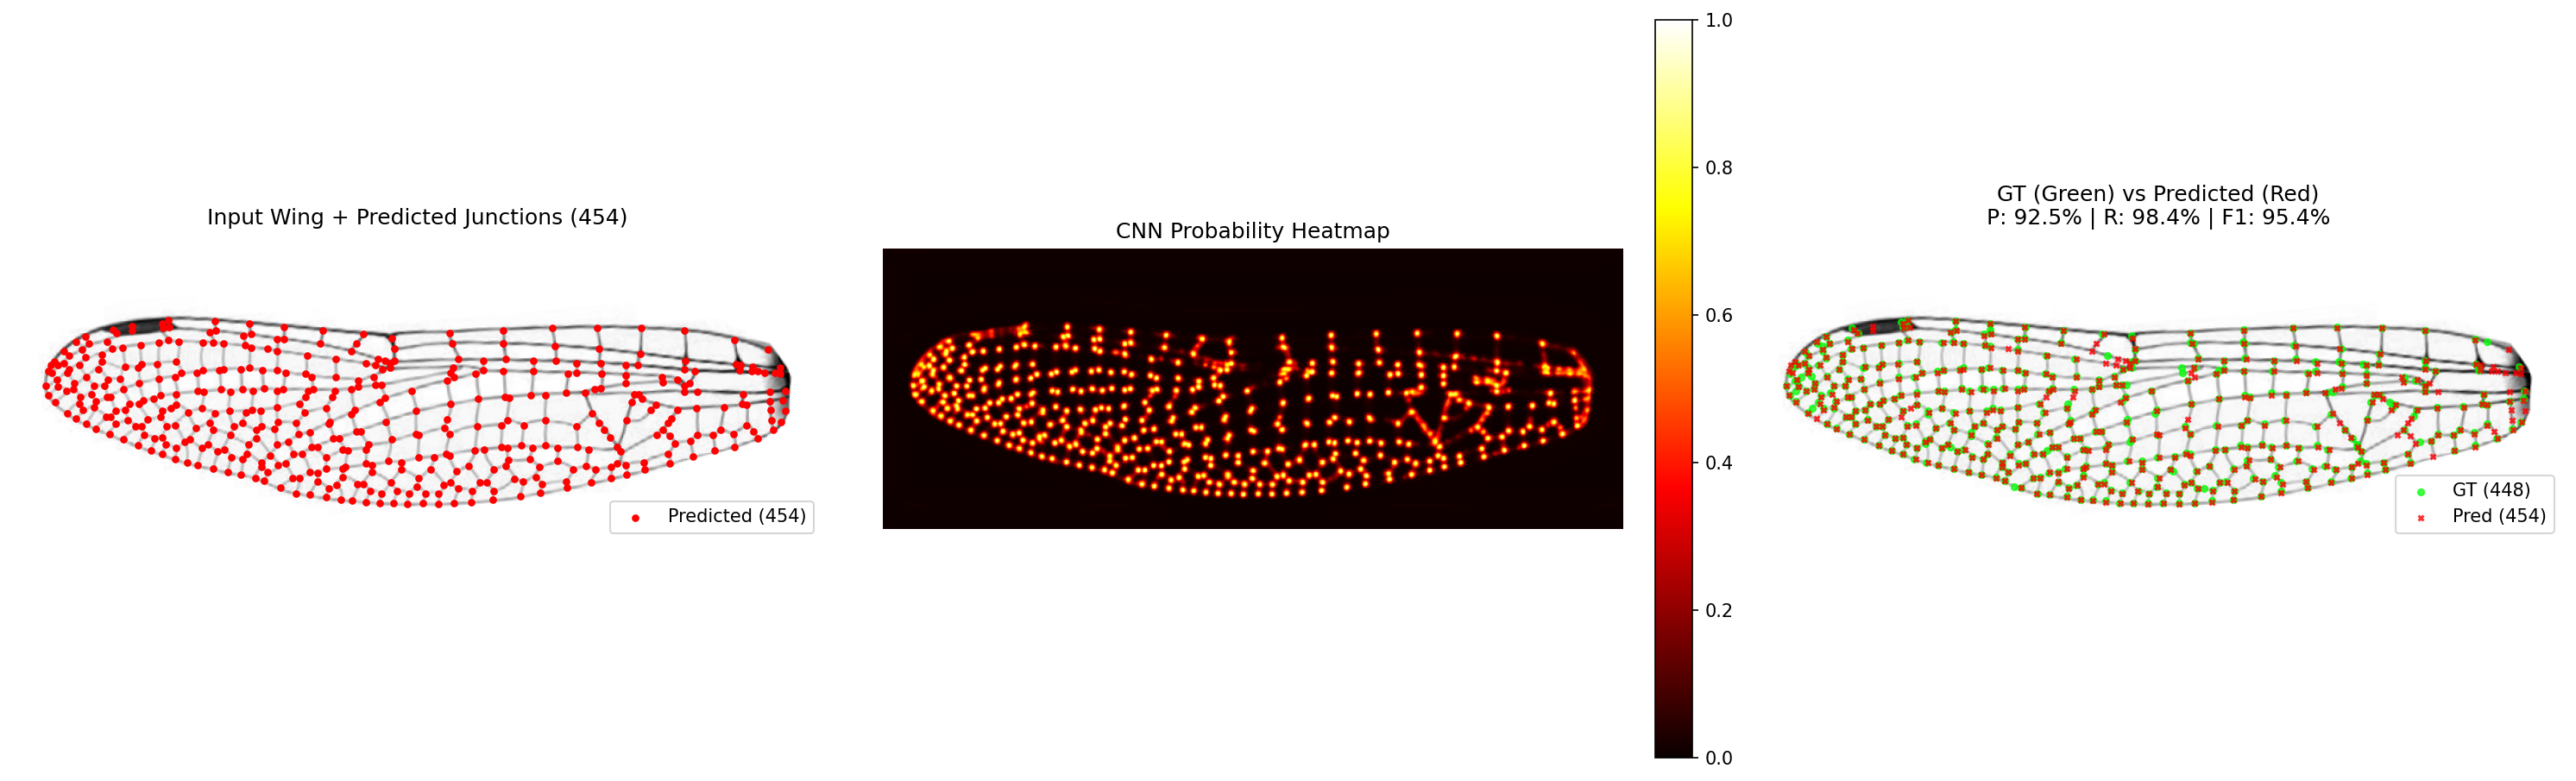 Input Wing + Predicted Junctions (454)
Predicted (454)
CNN Probability Heatmap
1.0
0.8
0.6
0.4
0.2
0.0
GT (Green) vs Predicted (Red)
P: 92.5% | R: 98.4% | F1: 95.4%
GT (448)
Pred (454)